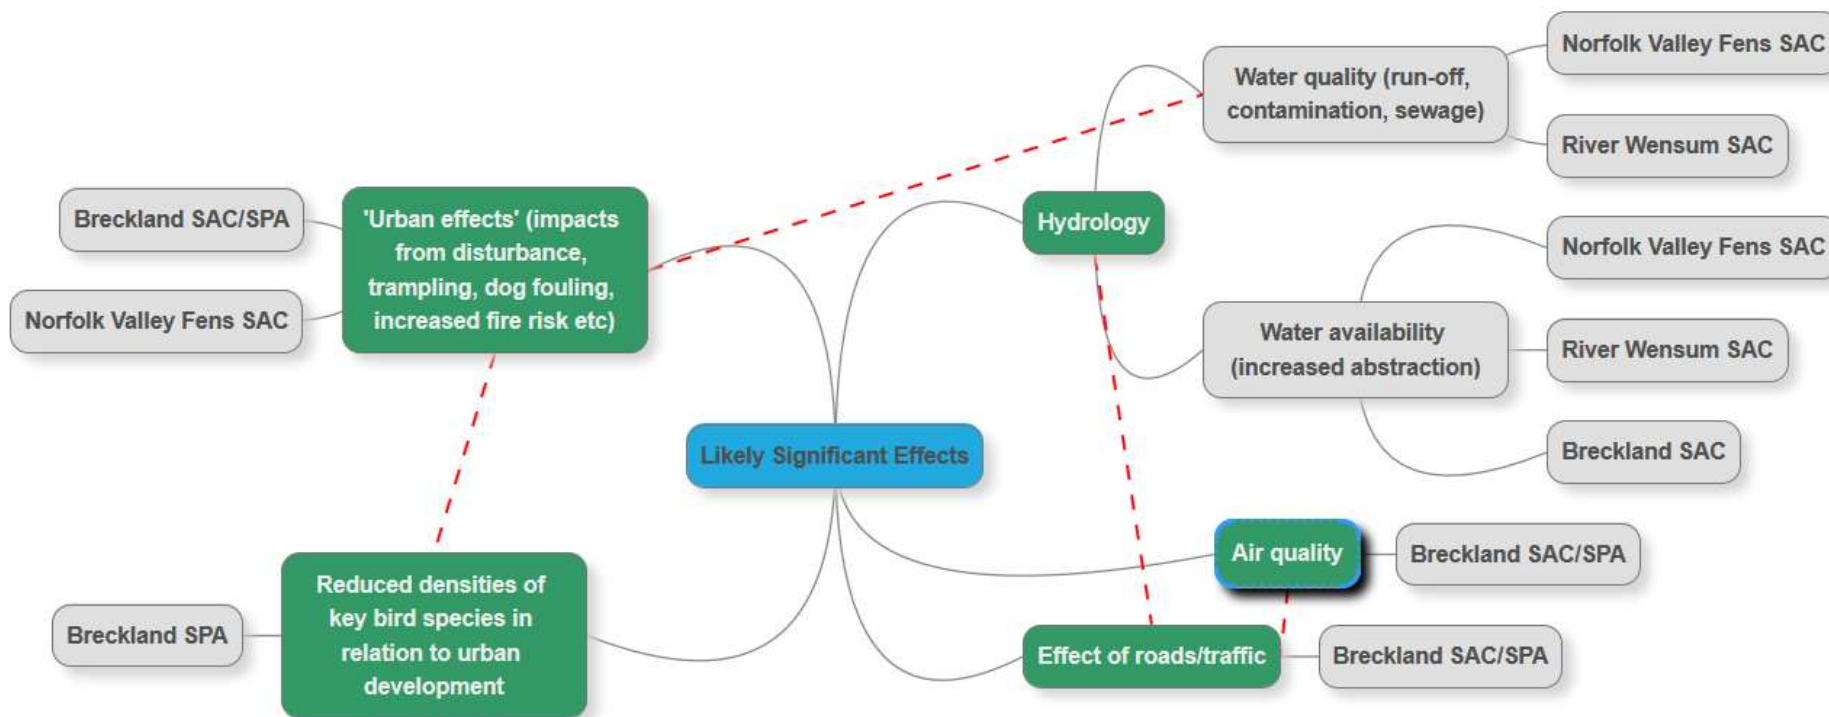 Norfolk Valley Fens SAC
Water quality (run-off,
contamination, sewage)
River Wensum SAC
Breckland SAC/SPA
'Urban effects' (impacts
from disturbance,
trampling, dog fouling,
increased fire risk etc)
Norfolk Valley Fens SAC
Hydrology
Norfolk Valley Fens SAC
Water availability
(increased abstraction)
River Wensum SAC
Breckland SAC
Likely Significant Effects
Air quality
Breckland SAC/SPA
Reduced densities of
key bird species in
relation to urban
development
Breckland SPA
Effect of roads/traffic
Breckland SAC/SPA